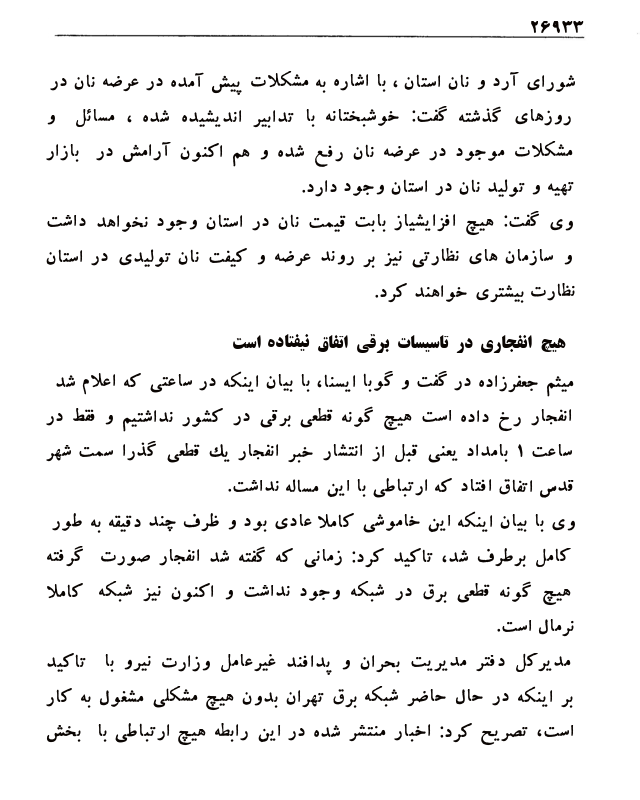 ۲۶۹۳۳
شورای آرد و نان استان ، با اشاره به مشکلات پیش آمده در عرضه نان در
روزهای گذشته گفت: خوشبختانه با تدابیر اندیشیده شده ، مسائل و
مشکلات موجود در عرضه نان رفع شده و هم اکنون آرامش در بازار
تهیه و تولید نان در استان وجود دارد.
وی گفت: هیچ افزایشیاز بابت قیمت نان در استان وجود نخواهد داشت
و سازمان های نظارتی نیز بر روند عرضه و کیفت نان تولیدی در استان
نظارت بیشتری خواهند کرد.
هیچ انفجاری در تاسیسات برقی اتفاق نیفتاده است
میثم جعفرزاده در گفت و گوبا ایسنا، با بیان اینکه در ساعتی که اعلام شد
انفجار رخ داده است هیچ گونه قطعی برقی در کشور نداشتیم و فقط در
ساعت ۱ بامداد یعنی قبل از انتشار خبر انفجار یك قطعی گذرا سمت شهر
قدس اتفاق افتاد که ارتباطی با این مساله نداشت.
وی با بیان اینکه این خاموشی کاملا عادی بود و ظرف چند دقیقه به طور
کامل برطرف شد، تاکید کرد: زمانی که گفته شد انفجار صورت گرفته
هیچ گونه قطعی برق در شبکه وجود نداشت و اکنون نیز شبکه کاملا
نرمال است.
مدیرکل دفتر مدیریت بحران و پدافند غیرعامل وزارت نیرو با تاکید
بر اینکه در حال حاضر شبکه برق تهران بدون هیچ مشکلی مشغول به کار
است، تصریح کرد: اخبار منتشر شده در این رابطه هیچ ارتباطی با بخش